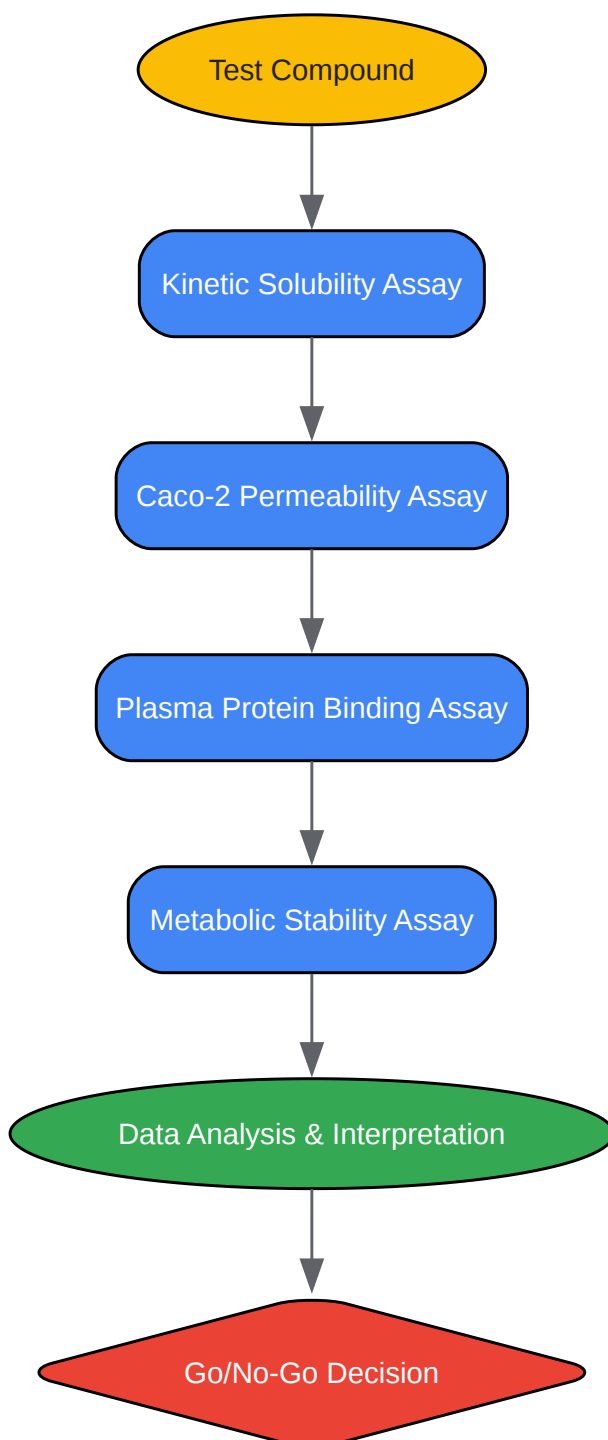 Test Compound
Kinetic Solubility Assay
Caco-2 Permeability Assay
Plasma Protein Binding Assay
Metabolic Stability Assay
Data Analysis & Interpretation
Go/No-Go Decision